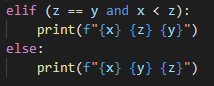 elif (z == y and x < z):
    print(f"{x} {z} {y}")
else:
    print(f"{x} {y} {z}")